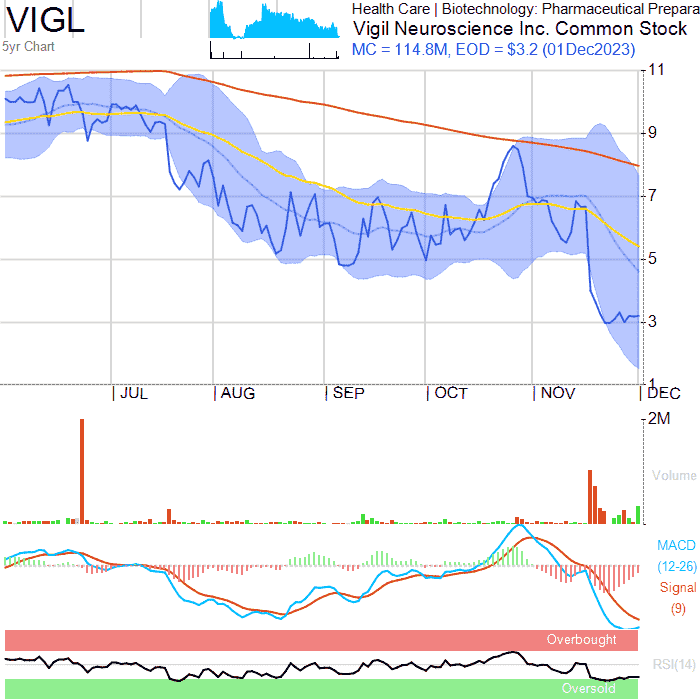 VIGL
5yr Chart
Health Care | Biotechnology: Pharmaceutical Prepara
Vigil Neuroscience Inc. Common Stock
MC = 114.8M, EOD = $3.2 (01Dec2023)
11
9
7
5
3
1
JUL AUG SEP OCT NOV DEC
2M
Volume
MACD
(12-26)
Signal
(9)
Overbought
RSI(14)
Oversold